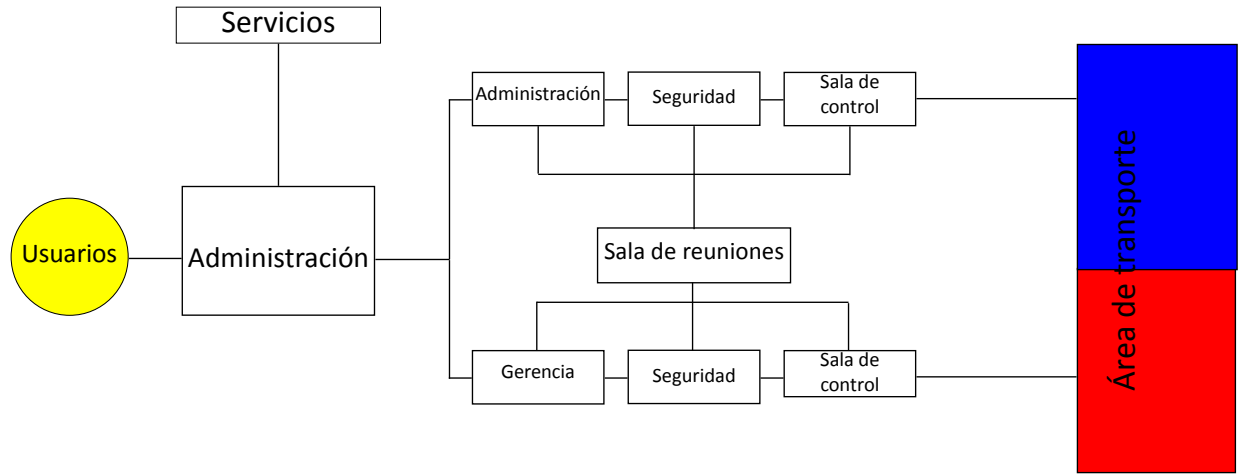 Servicios
Administración
Seguridad
Sala de
control
Usuarios
Administración
Sala de reuniones
Gerencia
Seguridad
Sala de
control
Área de transporte